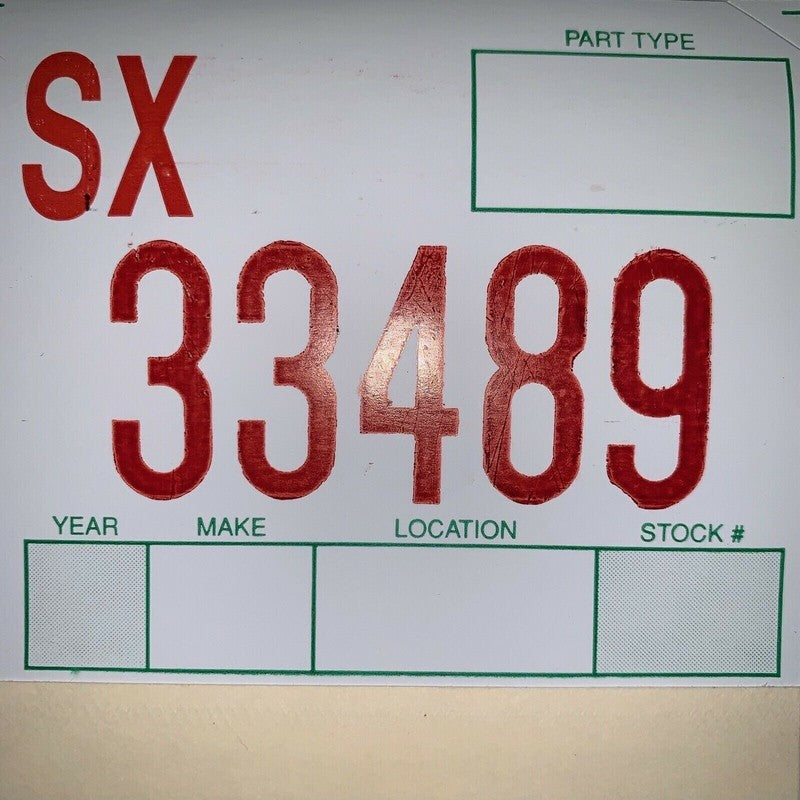 PART TYPE
SX
33489
YEAR MAKE LOCATION STOCK #